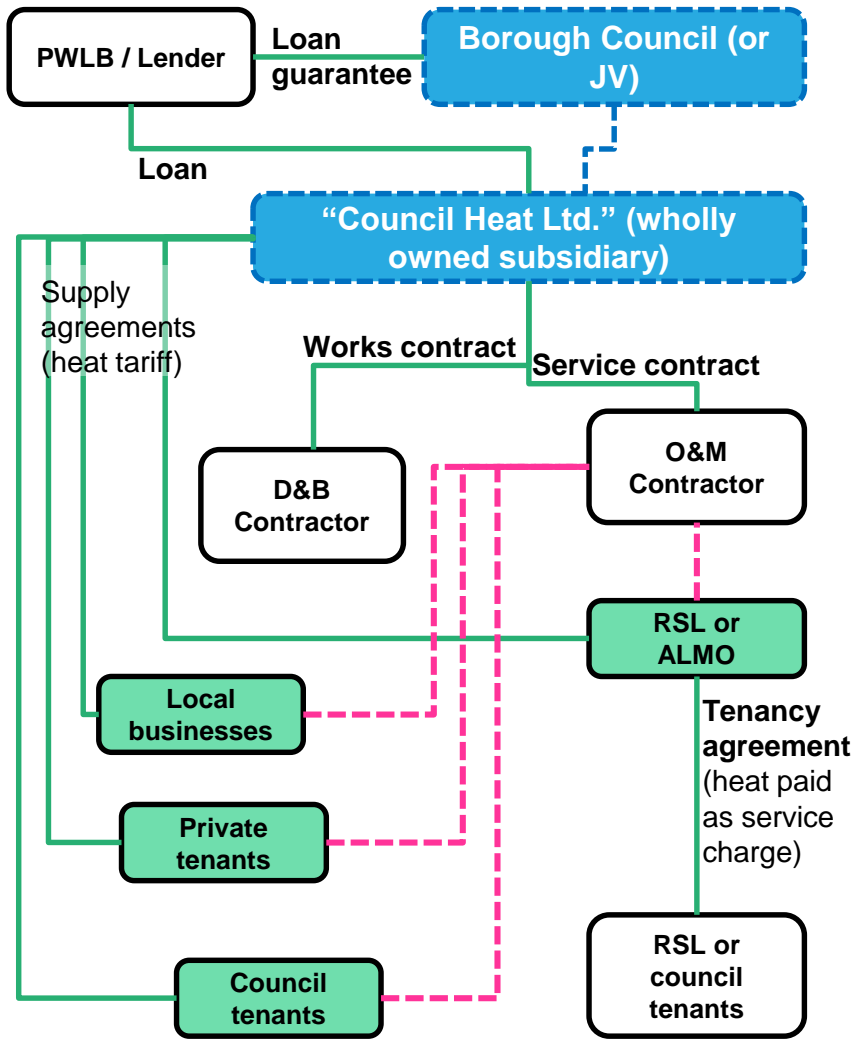 PWLB / Lender
Loan
guarantee
Borough Council (or
JV)
Loan
“Council Heat Ltd.” (wholly
owned subsidiary)
Supply
agreements
(heat tariff)
Works contract
Service contract
D&B
Contractor
O&M
Contractor
RSL or
ALMO
Local
businesses
Tenancy
agreement
(heat paid
as service
charge)
Private
tenants
Council
tenants
RSL or
council
tenants